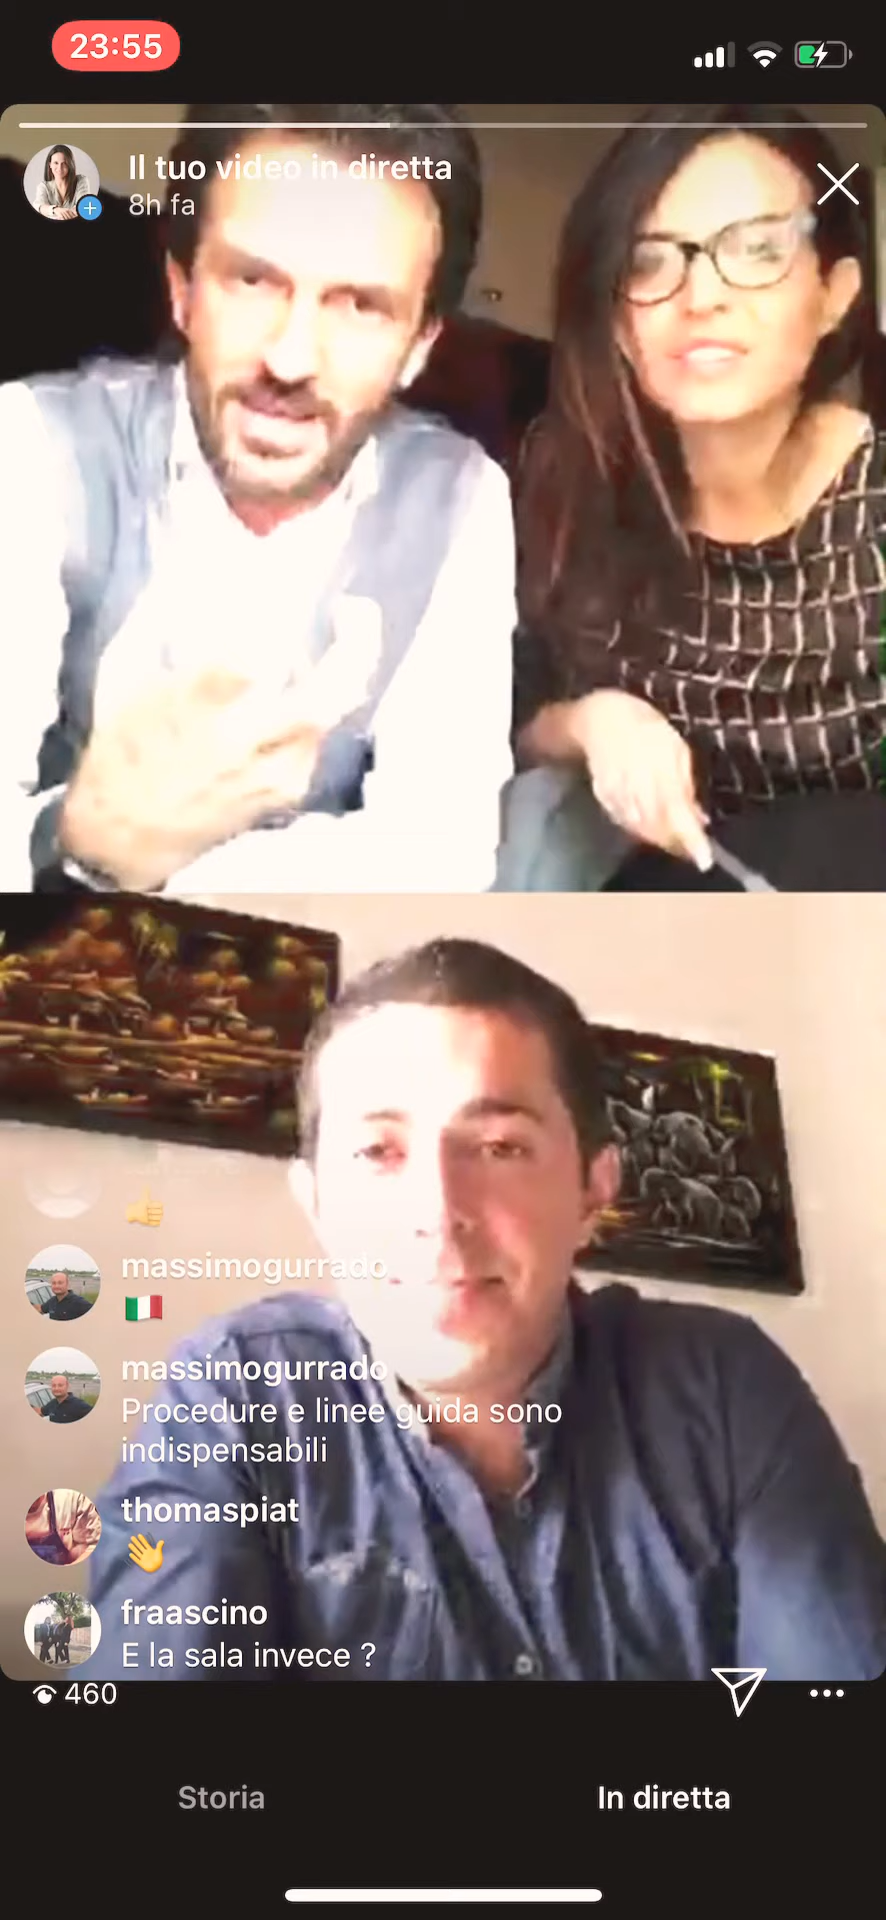 23:55
Il tuo video in diretta
8h fa
massimogurrado
massimogurrado
Procedure e linee guida sono
indispensabili
thomaspiat
fraascino
E la sala invece ?
460
Storia
In diretta